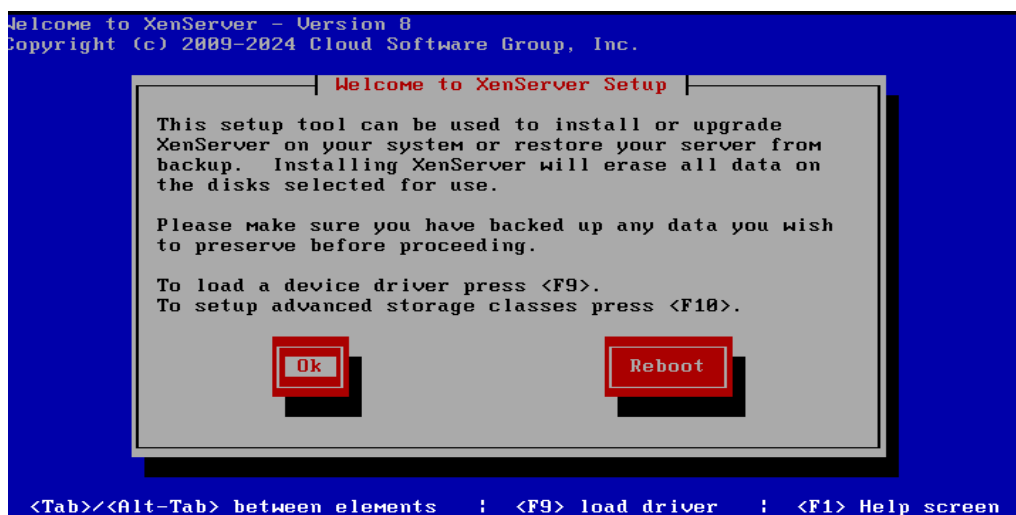 Welcome to XenServer - Version 8
Copyright (c) 2009-2024 Cloud Software Group, Inc.
Welcome to XenServer Setup
This setup tool can be used to install or upgrade
XenServer on your system or restore your server from
backup.  Installing XenServer will erase all data on
the disks selected for use.
Please make sure you have backed up any data you wish
to preserve before proceeding.
To load a device driver press <F9>.
To setup advanced storage classes press <F10>.
Ok Reboot
<Tab>/<Alt-Tab> between elements | <F9> load driver | <F1> Help screen